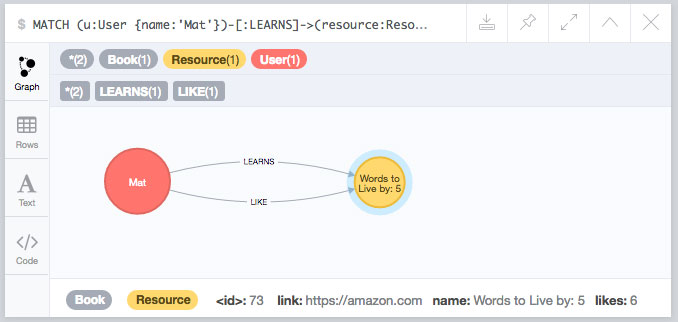 $ MATCH (u:User {name:'Mat'})-[:LEARNS]->(resource:Reso…
Graph
Rows
Text
Code
*(2) Book(1) Resource(1) User(1)
*(2) LEARNS(1) LIKE(1)
LEARNS
Mat
Words to
Live by: 5
LIKE
Book Resource <id>: 73 link: https://amazon.com name: Words to Live by: 5 likes: 6